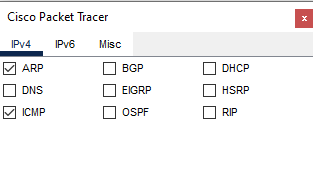 Cisco Packet Tracer
x
IPv4 IPv6 Misc
ARP BGP DHCP
DNS EIGRP HSRP
ICMP OSPF RIP